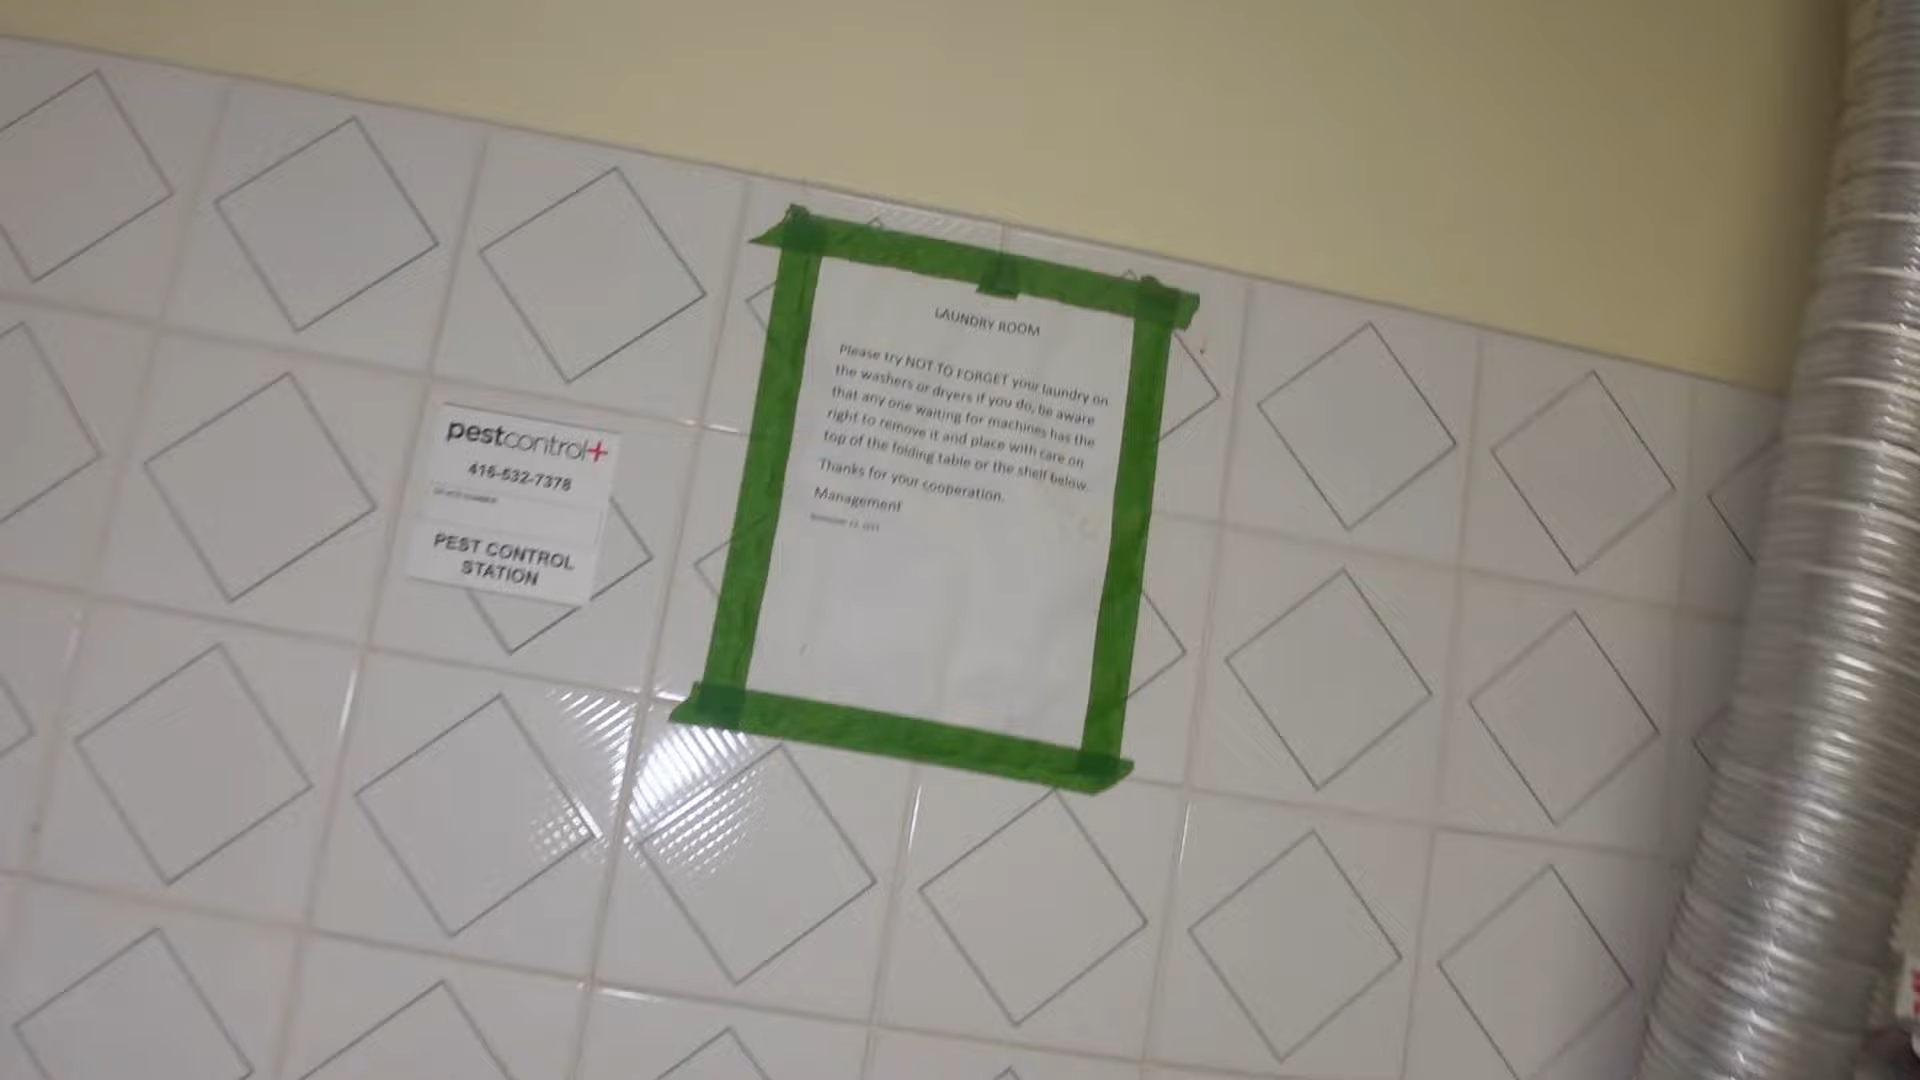 LAUNDRY ROOM
Please try NOT TO FORGET your laundry on
the washers or dryers if you do, be aware
that any one waiting for machines has the
right to remove it and place with care on
top of the folding table or the shelf below.
Thanks for your cooperation.
Management
pestcontrol+
416-532-7378
PEST CONTROL
STATION